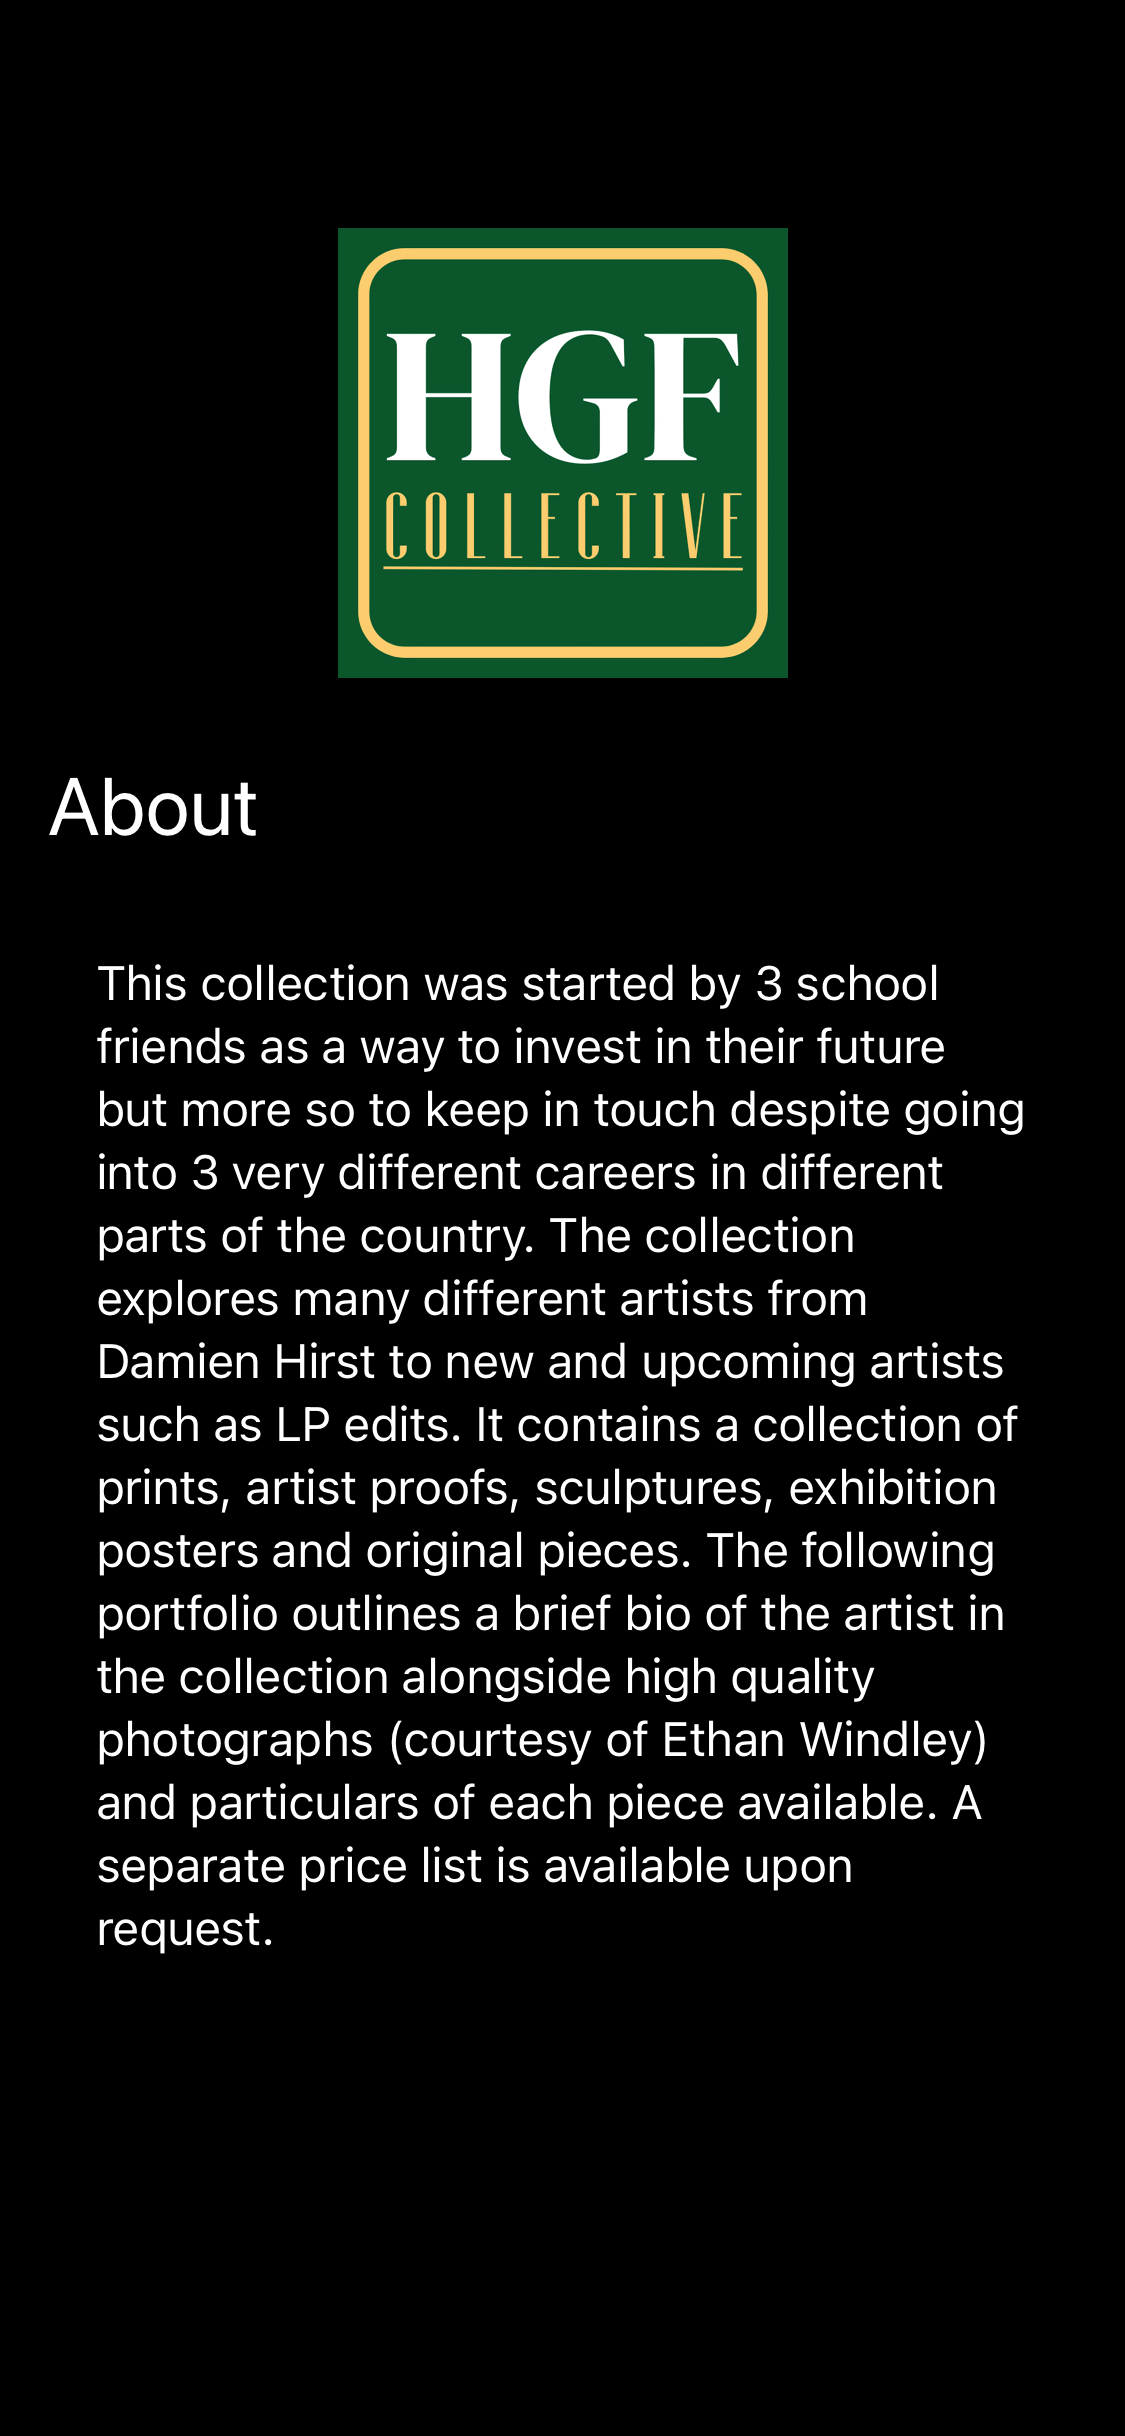 HGF
COLLECTIVE
About
This collection was started by 3 school
friends as a way to invest in their future
but more so to keep in touch despite going
into 3 very different careers in different
parts of the country. The collection
explores many different artists from
Damien Hirst to new and upcoming artists
such as LP edits. It contains a collection of
prints, artist proofs, sculptures, exhibition
posters and original pieces. The following
portfolio outlines a brief bio of the artist in
the collection alongside high quality
photographs (courtesy of Ethan Windley)
and particulars of each piece available. A
separate price list is available upon
request.